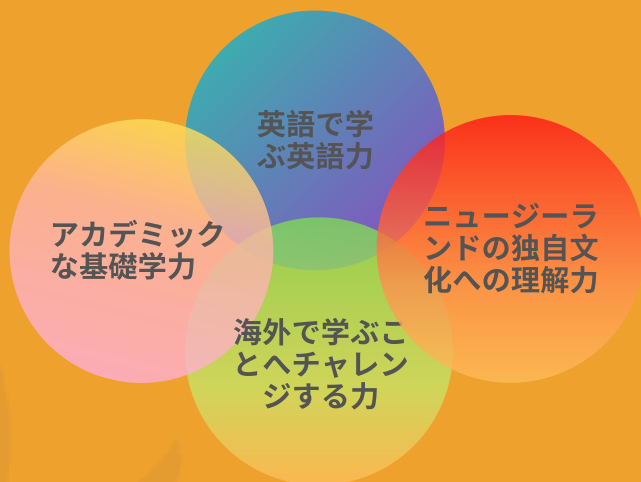 英語で学
ぶ英語力
アカデミック
な基礎学力
ニュージーラ
ンドの独自文
化への理解力
海外で学ぶこ
とへチャレン
ジする力